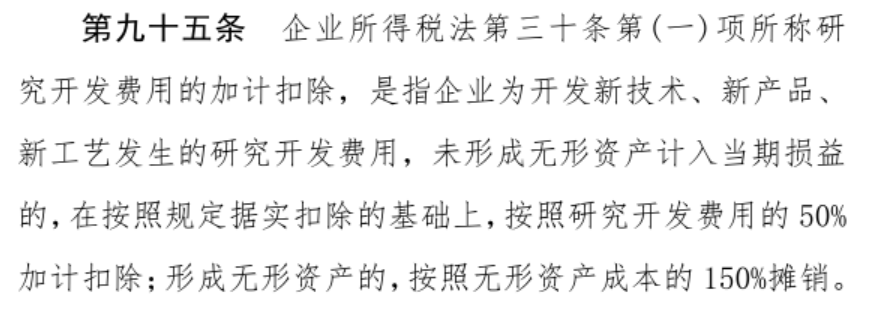 第九十五条 企业所得税法第三十条第(一)项所称研
究开发费用的加计扣除，是指企业为开发新技术、新产品、
新工艺发生的研究开发费用，未形成无形资产计入当期损益
的,在按照规定据实扣除的基础上,按照研究开发费用的50%
加计扣除;形成无形资产的,按照无形资产成本的150%摊销。